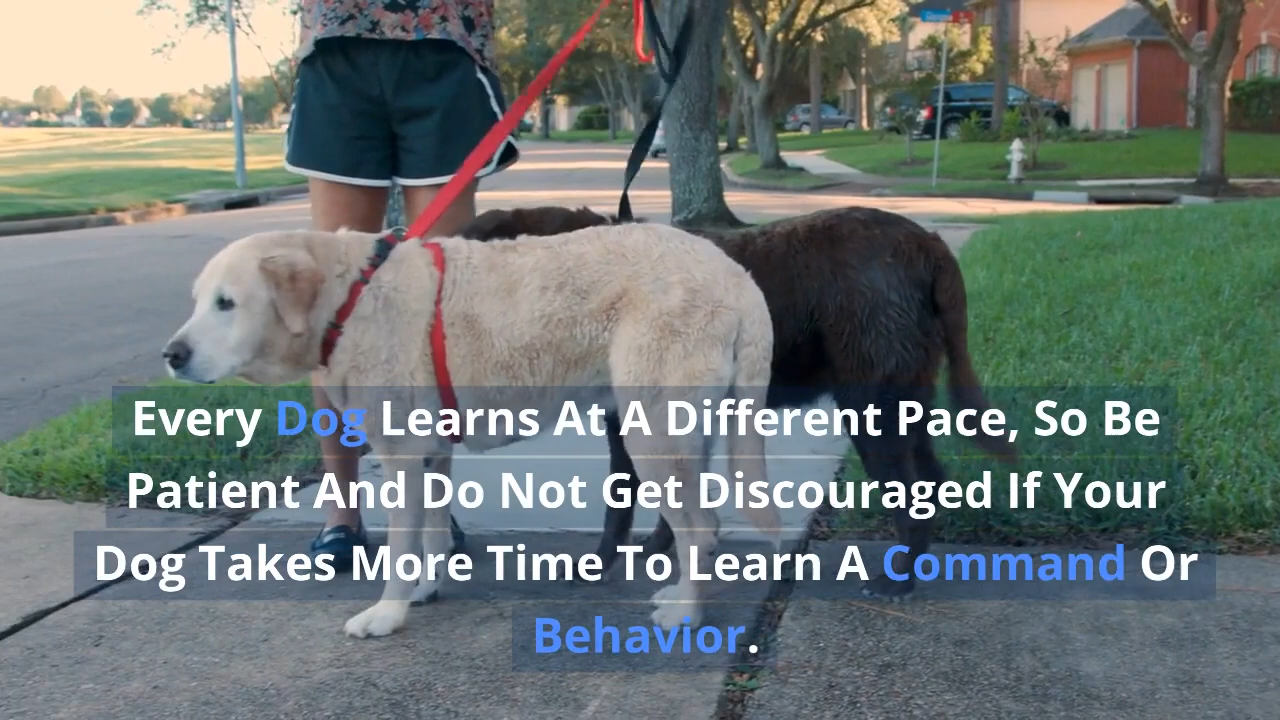 Every Dog Learns At A Different Pace, So Be
Patient And Do Not Get Discouraged If Your
Dog Takes More Time To Learn A Command Or
Behavior.